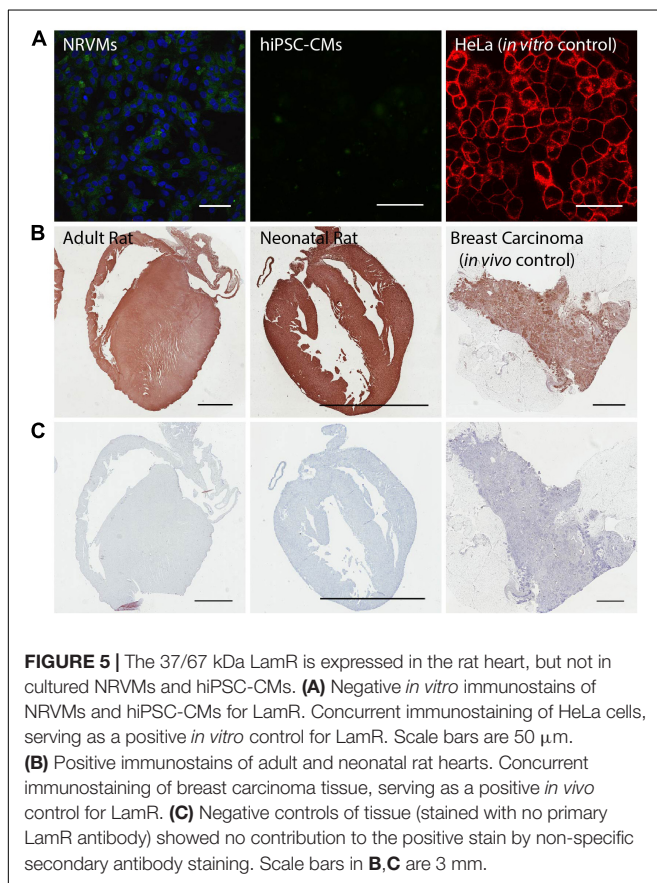 A
NRVMs
hiPSC-CMs
HeLa (in vitro control)
B
Adult Rat
Neonatal Rat
Breast Carcinoma
(in vivo control)
C
FIGURE 5 | The 37/67 kDa LamR is expressed in the rat heart, but not in
cultured NRVMs and hiPSC-CMs. (A) Negative in vitro immunostains of
NRVMs and hiPSC-CMs for LamR. Concurrent immunostaining of HeLa cells,
serving as a positive in vitro control for LamR. Scale bars are 50 μm.
(B) Positive immunostains of adult and neonatal rat hearts. Concurrent
immunostaining of breast carcinoma tissue, serving as a positive in vivo
control for LamR. (C) Negative controls of tissue (stained with no primary
LamR antibody) showed no contribution to the positive stain by non-specific
secondary antibody staining. Scale bars in B,C are 3 mm.